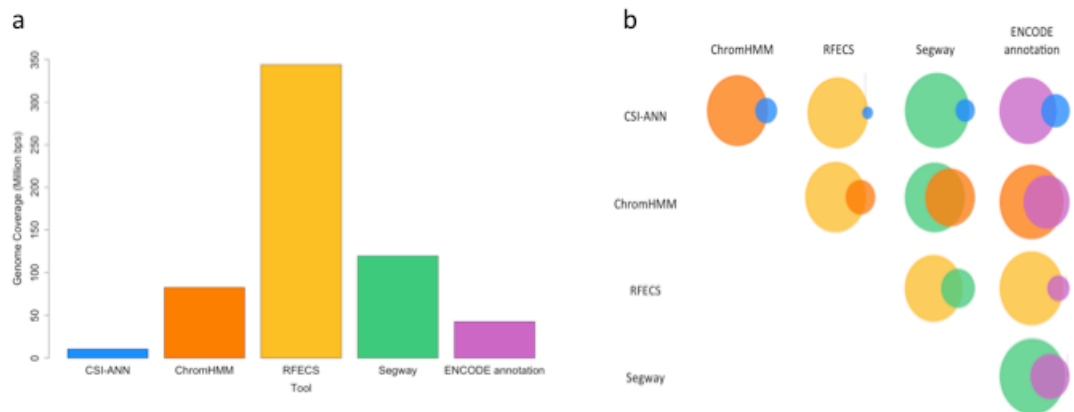 a
Genome Coverage (Million bps)
350
300
250
200
150
100
50
0
CSI-ANN
ChromHMM
RFECS
Segway
ENCODE annotation
Tool
b
ChromHMM
RFECS
Segway
ENCODE
annotation
CSI-ANN
ChromHMM
RFECS
Segway